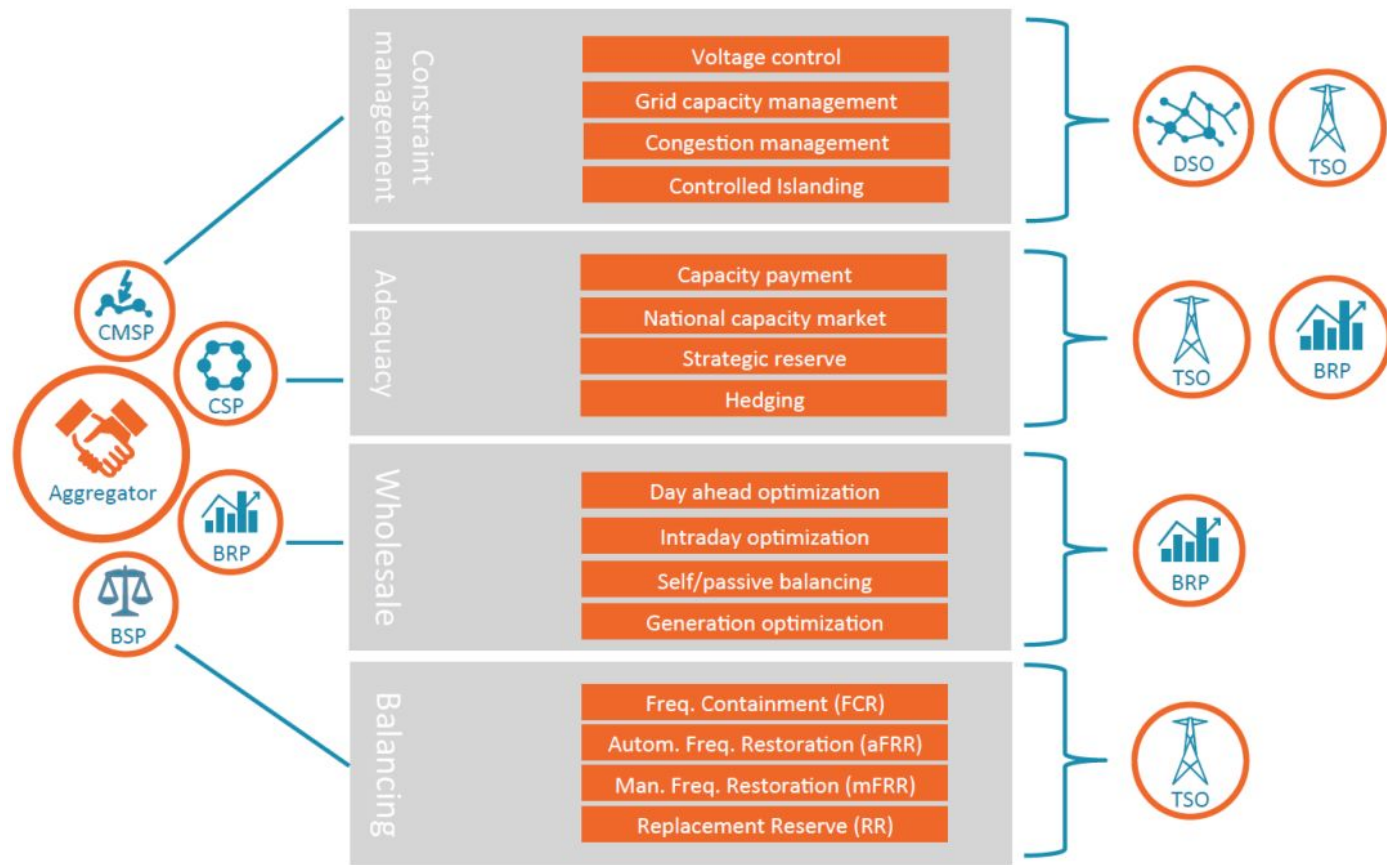 Constraint
management
Voltage control
Grid capacity management
Congestion management
Controlled Islanding
DSO
TSO
CMSP
CSP
Aggregator
BRP
BSP
Adequacy
Capacity payment
National capacity market
Strategic reserve
Hedging
TSO
BRP
Wholesale
Day ahead optimization
Intraday optimization
Self/passive balancing
Generation optimization
BRP
Balancing
Freq. Containment (FCR)
Autom. Freq. Restoration (aFRR)
Man. Freq. Restoration (mFRR)
Replacement Reserve (RR)
TSO